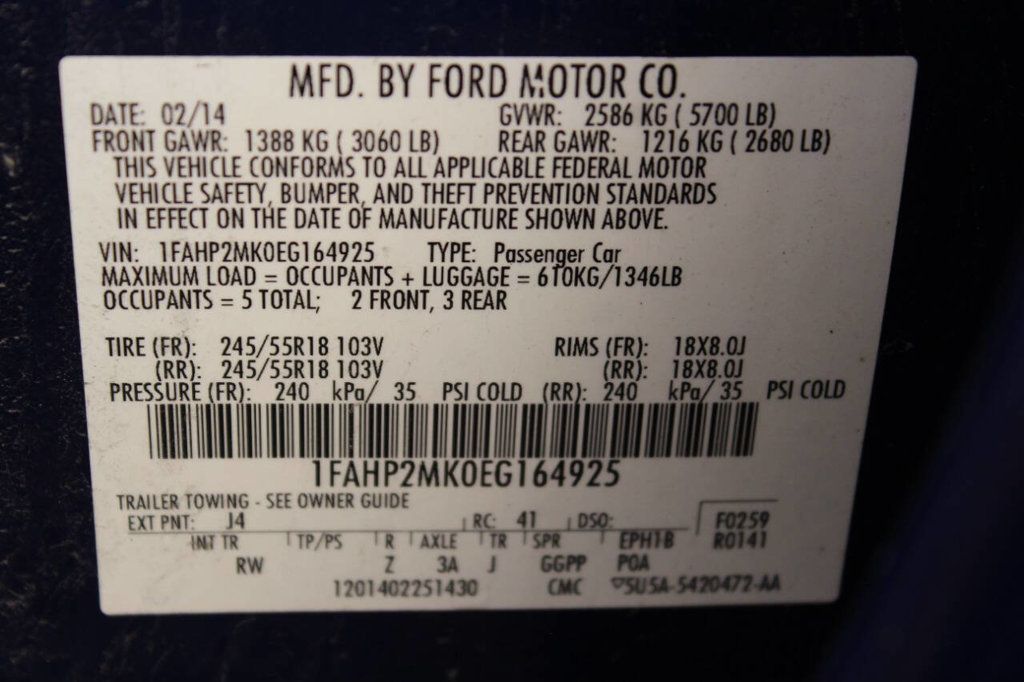 MFD. BY FORD MOTOR CO.
DATE: 02/14 GVWR: 2586 KG ( 5700 LB)
FRONT GAWR: 1388 KG ( 3060 LB) REAR GAWR: 1216 KG ( 2680 LB)
THIS VEHICLE CONFORMS TO ALL APPLICABLE FEDERAL MOTOR
VEHICLE SAFETY, BUMPER, AND THEFT PREVENTION STANDARDS
IN EFFECT ON THE DATE OF MANUFACTURE SHOWN ABOVE.
VIN: 1FAHP2MK0EG164925 TYPE: Passenger Car
MAXIMUM LOAD = OCCUPANTS + LUGGAGE = 610KG/1346LB
OCCUPANTS = 5 TOTAL; 2 FRONT, 3 REAR
TIRE (FR): 245/55R18 103V RIMS (FR): 18X8.0J
(RR): 245/55R18 103V (RR): 18X8.0J
PRESSURE (FR): 240 kPa/ 35 PSI COLD (RR): 240 kPa/ 35 PSI COLD
1FAHP2MK0EG164925
TRAILER TOWING - SEE OWNER GUIDE
EXT PNT: J4 RC: 41 DSO: F0259
INT TR TP/PS R AXLE TR SPR EPH1B R0141
RW Z 3A J GGPP POA
1201402251430 CMC ▽5U5A-5420472-AA